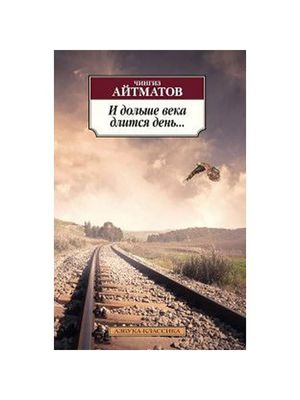 ЧИНГИЗ
АЙТМАТОВ
И дольше века
длится день...
АЗБУКА-КЛАССИКА